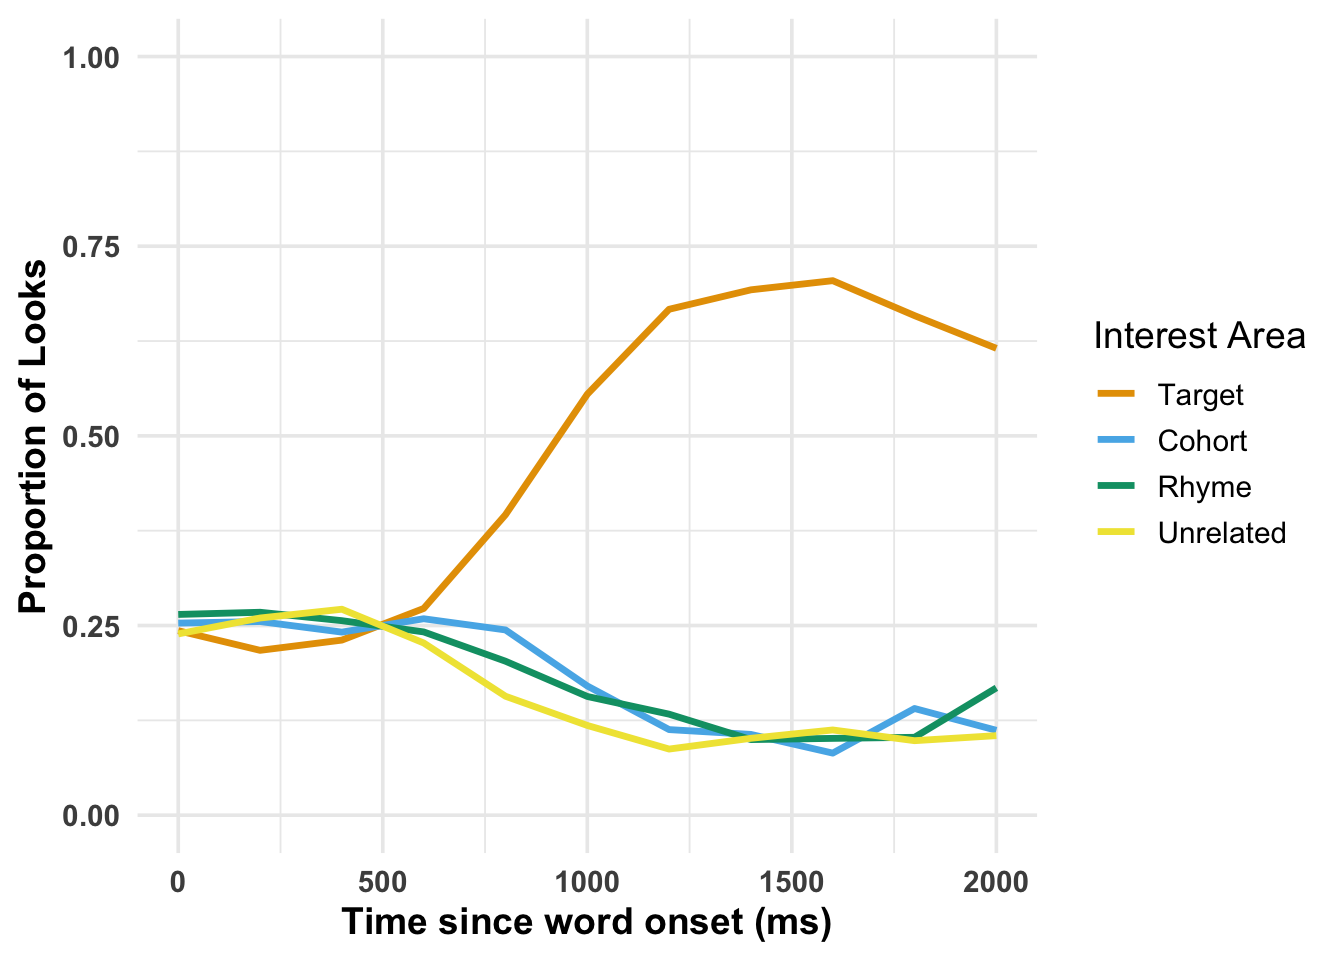 1.00
0.75
0.50
0.25
0.00
Proportion of Looks
0 500 1000 1500 2000
Time since word onset (ms)
Interest Area
Target
Cohort
Rhyme
Unrelated